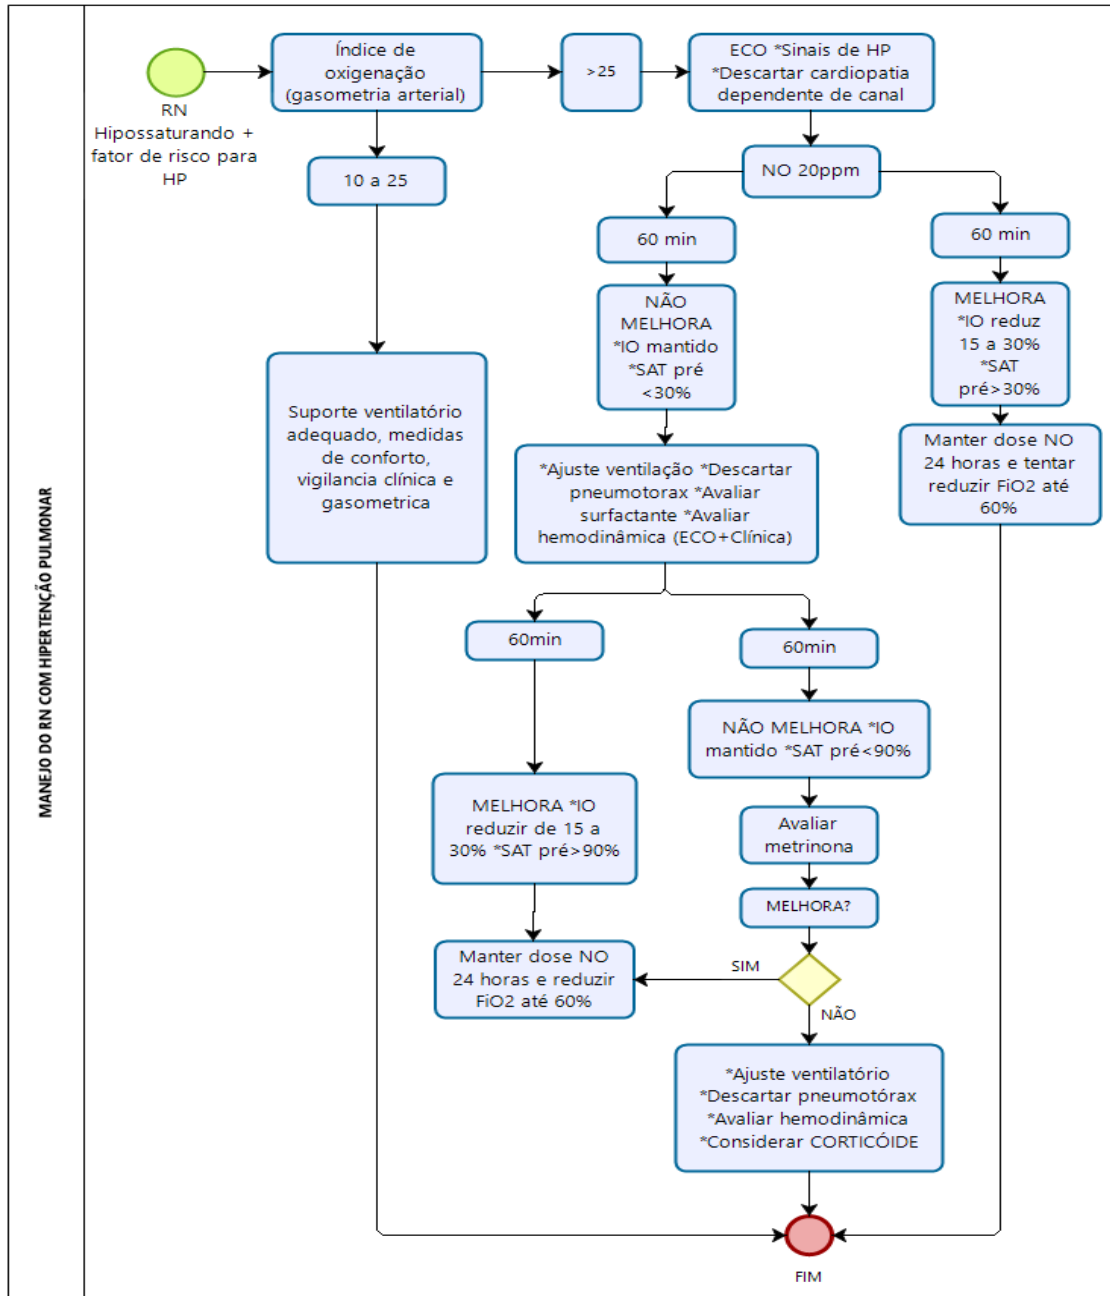 MANEJO DO RN COM HIPERTENÇÃO PULMONAR
RN
Hipossaturando +
fator de risco para
HP
Índice de
oxigenação
(gasometria arterial)
>25
ECO *Sinais de HP
*Descartar cardiopatia
dependente de canal
10 a 25
NO 20ppm
60 min
60 min
NÃO
MELHORA
*IO mantido
*SAT pré
<30%
MELHORA
*IO reduz
15 a 30%
*SAT
pré>30%
Suporte ventilatório
adequado, medidas
de conforto,
vigilancia clínica e
gasometrica
Manter dose NO
24 horas e tentar
reduzir FiO2 até
60%
*Ajuste ventilação *Descartar
pneumotorax *Avaliar
surfactante *Avaliar
hemodinâmica (ECO+Clínica)
60min
60min
NÃO MELHORA *IO
mantido *SAT pré<90%
MELHORA *IO
reduzir de 15 a
30% *SAT pré>90%
Avaliar
metrinona
MELHORA?
Manter dose NO
24 horas e reduzir
FiO2 até 60%
SIM
NÃO
*Ajuste ventilatório
*Descartar pneumotórax
*Avaliar hemodinâmica
*Considerar CORTICÓIDE
FIM